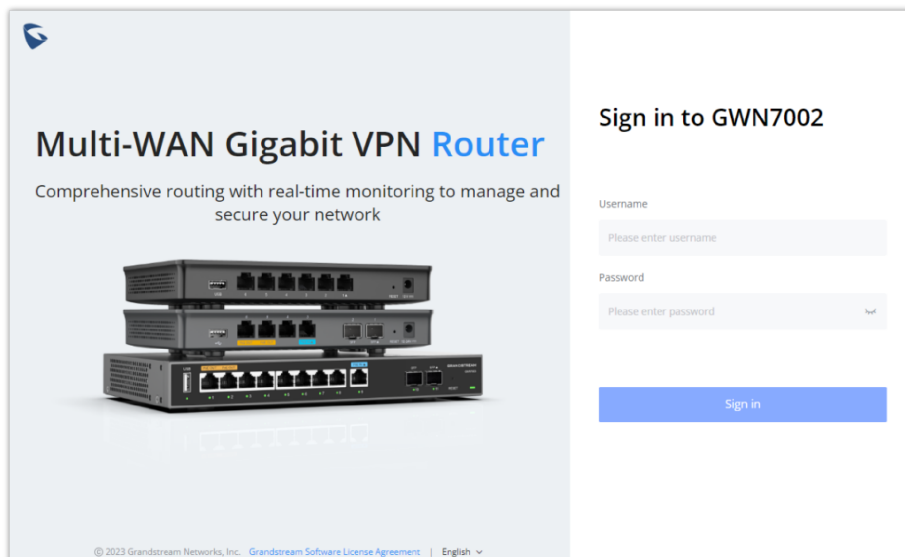 Multi-WAN Gigabit VPN Router
Comprehensive routing with real-time monitoring to manage and
secure your network
© 2023 Grandstream Networks, Inc. Grandstream Software License Agreement | English
Sign in to GWN7002
Username
Please enter username
Password
Please enter password
Sign in